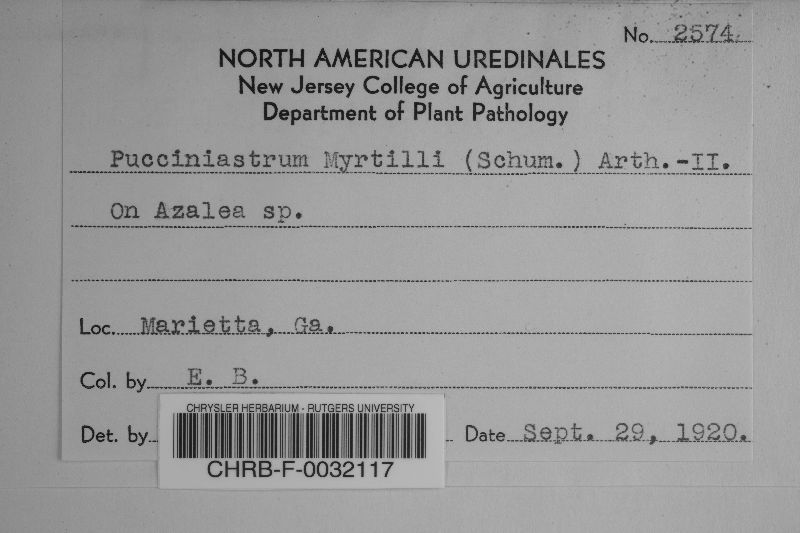 No. 2574
NORTH AMERICAN UREDINALES
New Jersey College of Agriculture
Department of Plant Pathology
Pucciniastrum Myrtilli (Schum.) Arth.-II.
On Azalea sp.
Loc. Marietta, Ga.
Col. by E. B.
Det. by Date Sept. 29, 1920.
CHRYSLER HERBARIUM - RUTGERS UNIVERSITY
CHRB-F-0032117